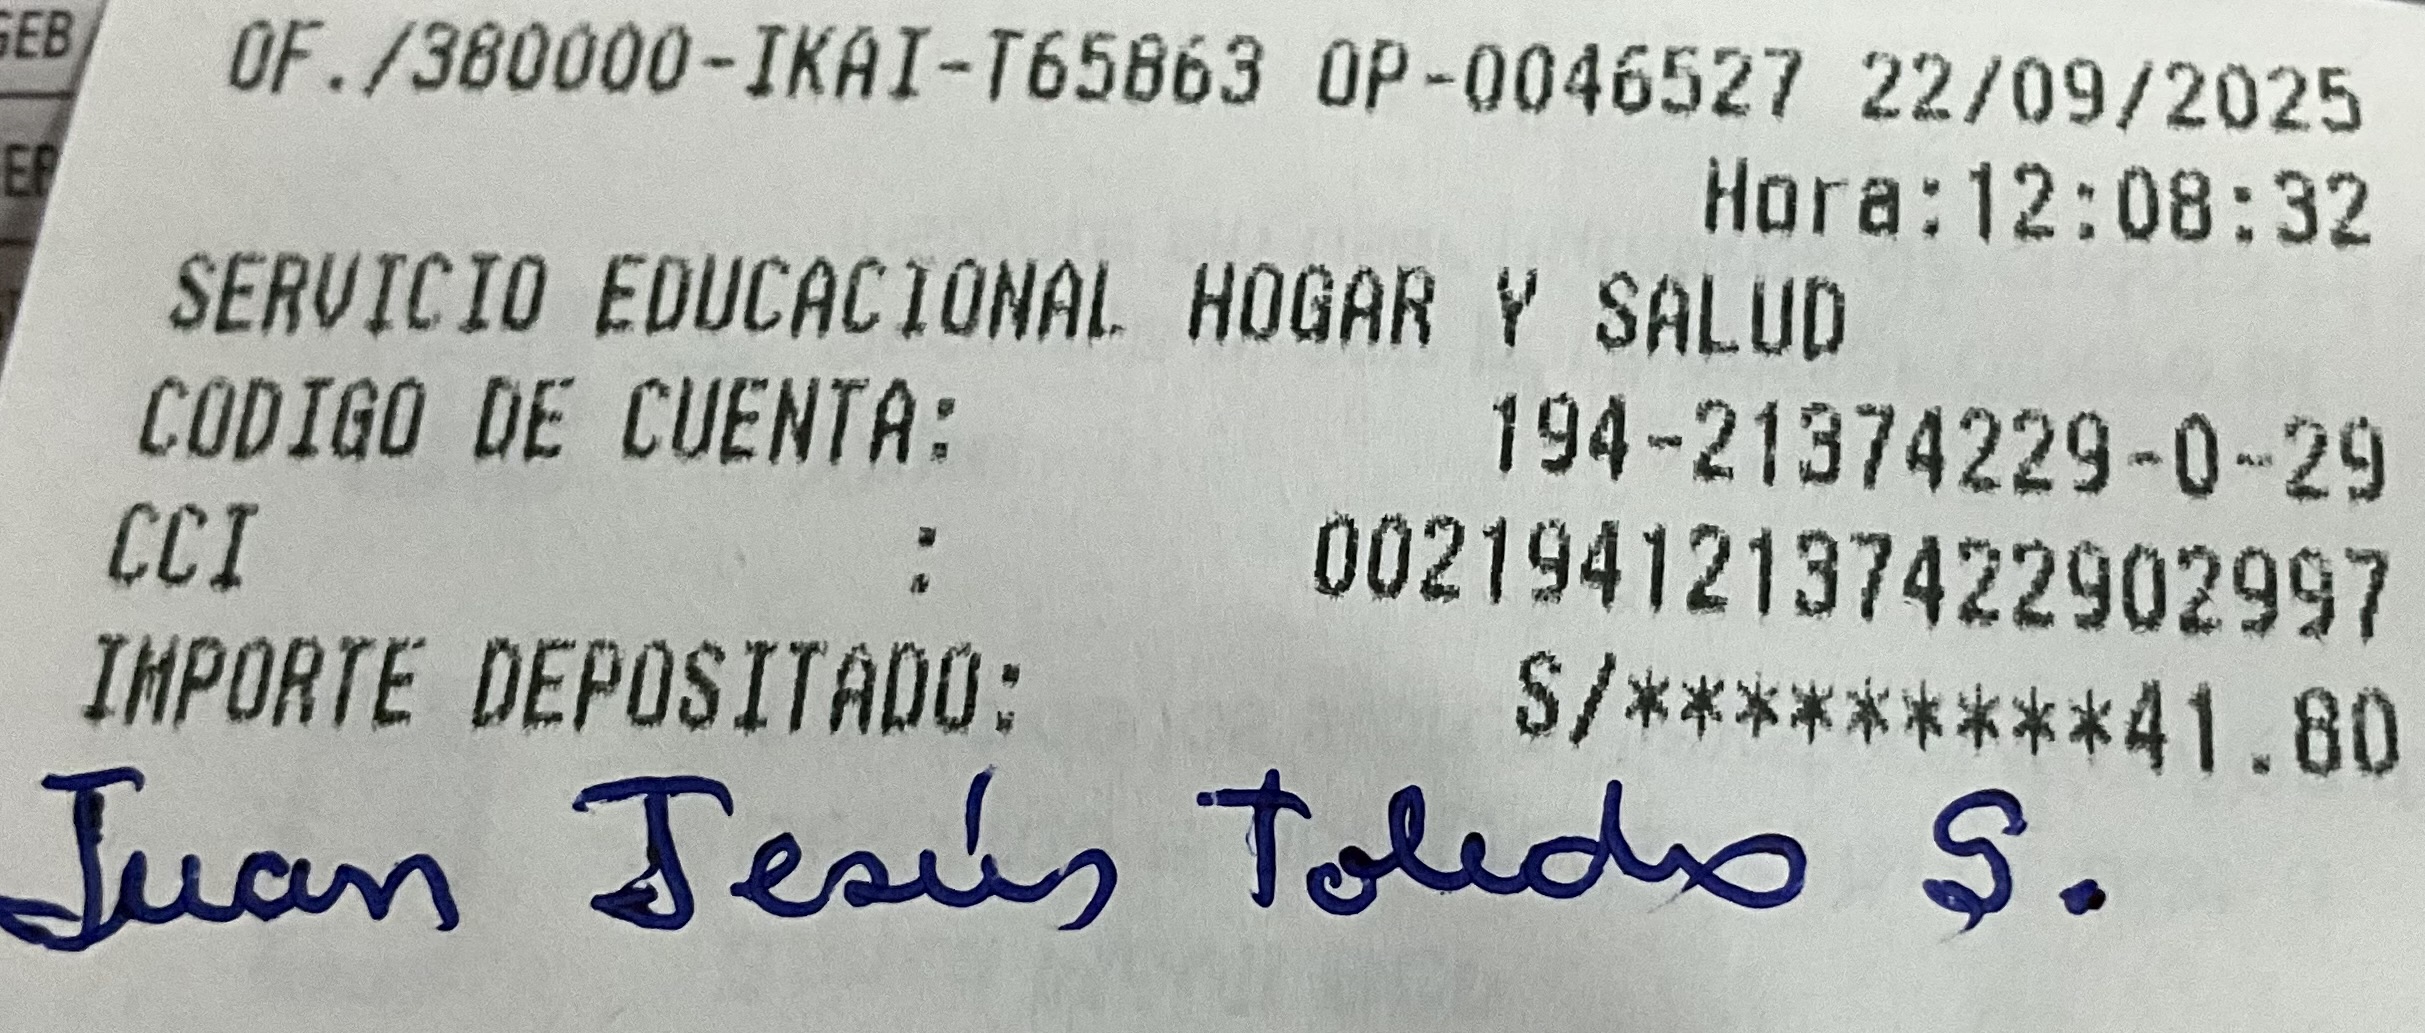 GEB
OF./380000-IKAI-T65863 OP-0046527 22/09/2025
Hora:12:08:32
SERVICIO EDUCACIONAL HOGAR Y SALUD
CODIGO DE CUENTA: 194-21374229-0-29
CCI : 00219412137422902997
IMPORTE DEPOSITADO: S/*********41.80
Juan Jesús Toledo S.